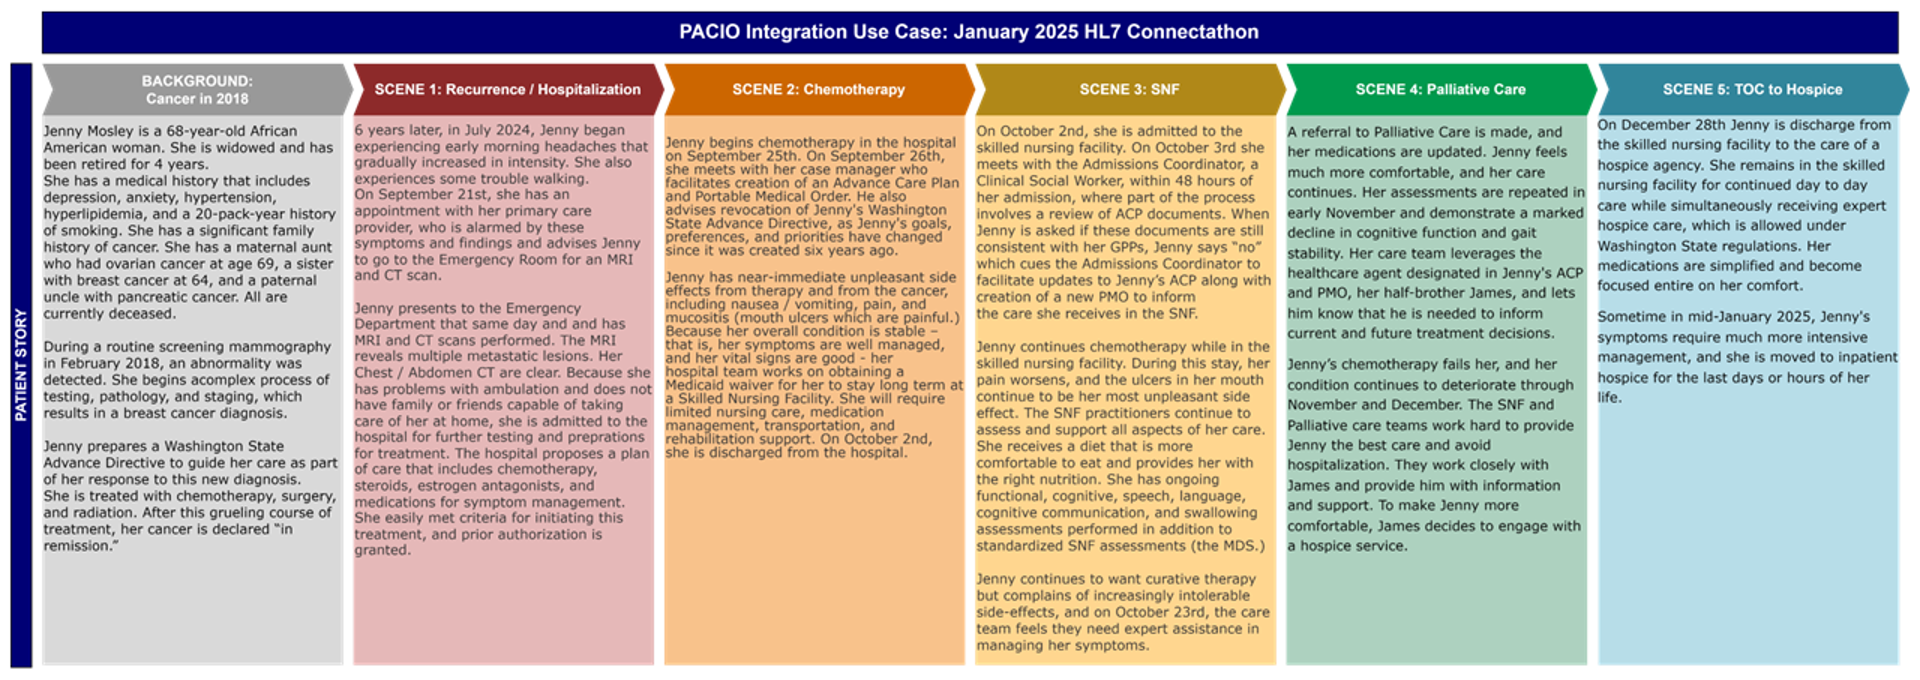 PACIO Integration Use Case: January 2025 HL7 Connectathon
PATIENT STORY
BACKGROUND:
Cancer in 2018
Jenny Mosley is a 68-year-old African
American woman. She is widowed and has
been retired for 4 years.
She has a medical history that includes
depression, anxiety, hypertension,
hyperlipidemia, and a 20-pack-year history
of smoking. She has a significant family
history of cancer. She has a maternal aunt
who had ovarian cancer at age 69, a sister
with breast cancer at 64, and a paternal
uncle with pancreatic cancer. All are
currently deceased.
During a routine screening mammography
in February 2018, an abnormality was
detected. She begins acomplex process of
testing, pathology, and staging, which
results in a breast cancer diagnosis.
Jenny prepares a Washington State
Advance Directive to guide her care as part
of her response to this new diagnosis.
She is treated with chemotherapy, surgery,
and radiation. After this grueling course of
treatment, her cancer is declared “in
remission.”
SCENE 1: Recurrence / Hospitalization
6 years later, in July 2024, Jenny began
experiencing early morning headaches that
gradually increased in intensity. She also
experiences some trouble walking.
On September 21st, she has an
appointment with her primary care
provider, who is alarmed by these
symptoms and findings and advises Jenny
to go to the Emergency Room for an MRI
and CT scan.
Jenny presents to the Emergency
Department that same day and and has
MRI and CT scans performed. The MRI
reveals multiple metastatic lesions. Her
Chest / Abdomen CT are clear. Because she
has problems with ambulation and does not
have family or friends capable of taking
care of her at home, she is admitted to the
hospital for further testing and preprations
for treatment. The hospital proposes a plan
of care that includes chemotherapy,
steroids, estrogen antagonists, and
medications for symptom management.
She easily met criteria for initiating this
treatment, and prior authorization is
granted.
SCENE 2: Chemotherapy
Jenny begins chemotherapy in the hospital
on September 25th. On September 26th,
she meets with her case manager who
facilitates creation of an Advance Care Plan
and Portable Medical Order. He also
advises revocation of Jenny's Washington
State Advance Directive, as Jenny's goals,
preferences, and priorities have changed
since it was created six years ago.
Jenny has near-immediate unpleasant side
effects from therapy and from the cancer,
including nausea / vomiting, pain, and
mucositis (mouth ulcers which are painful.)
Because her overall condition is stable –
that is, her symptoms are well managed,
and her vital signs are good - her
hospital team works on obtaining a
Medicaid waiver for her to stay long term at
a Skilled Nursing Facility. She will require
limited nursing care, medication
management, transportation, and
rehabilitation support. On October 2nd,
she is discharged from the hospital.
SCENE 3: SNF
On October 2nd, she is admitted to the
skilled nursing facility. On October 3rd she
meets with the Admissions Coordinator, a
Clinical Social Worker, within 48 hours of
her admission, where part of the process
involves a review of ACP documents. When
Jenny is asked if these documents are still
consistent with her GPPs, Jenny says “no”
which cues the Admissions Coordinator to
facilitate updates to Jenny’s ACP along with
creation of a new PMO to inform
the care she receives in the SNF.
Jenny continues chemotherapy while in the
skilled nursing facility. During this stay, her
pain worsens, and the ulcers in her mouth
continue to be her most unpleasant side
effect. The SNF practitioners continue to
assess and support all aspects of her care.
She receives a diet that is more
comfortable to eat and provides her with
the right nutrition. She has ongoing
functional, cognitive, speech, language,
cognitive communication, and swallowing
assessments performed in addition to
standardized SNF assessments (the MDS.)
Jenny continues to want curative therapy
but complains of increasingly intolerable
side-effects, and on October 23rd, the care
team feels they need expert assistance in
managing her symptoms.
SCENE 4: Palliative Care
A referral to Palliative Care is made, and
her medications are updated. Jenny feels
much more comfortable, and her care
continues. Her assessments are repeated in
early November and demonstrate a marked
decline in cognitive function and gait
stability. Her care team leverages the
healthcare agent designated in Jenny's ACP
and PMO, her half-brother James, and lets
him know that he is needed to inform
current and future treatment decisions.
Jenny’s chemotherapy fails her, and her
condition continues to deteriorate through
November and December. The SNF and
Palliative care teams work hard to provide
Jenny the best care and avoid
hospitalization. They work closely with
James and provide him with information
and support. To make Jenny more
comfortable, James decides to engage with
a hospice service.
SCENE 5: TOC to Hospice
On December 28th Jenny is discharge from
the skilled nursing facility to the care of a
hospice agency. She remains in the skilled
nursing facility for continued day to day
care while simultaneously receiving expert
hospice care, which is allowed under
Washington State regulations. Her
medications are simplified and become
focused entire on her comfort.
Sometime in mid-January 2025, Jenny's
symptoms require much more intensive
management, and she is moved to inpatient
hospice for the last days or hours of her
life.